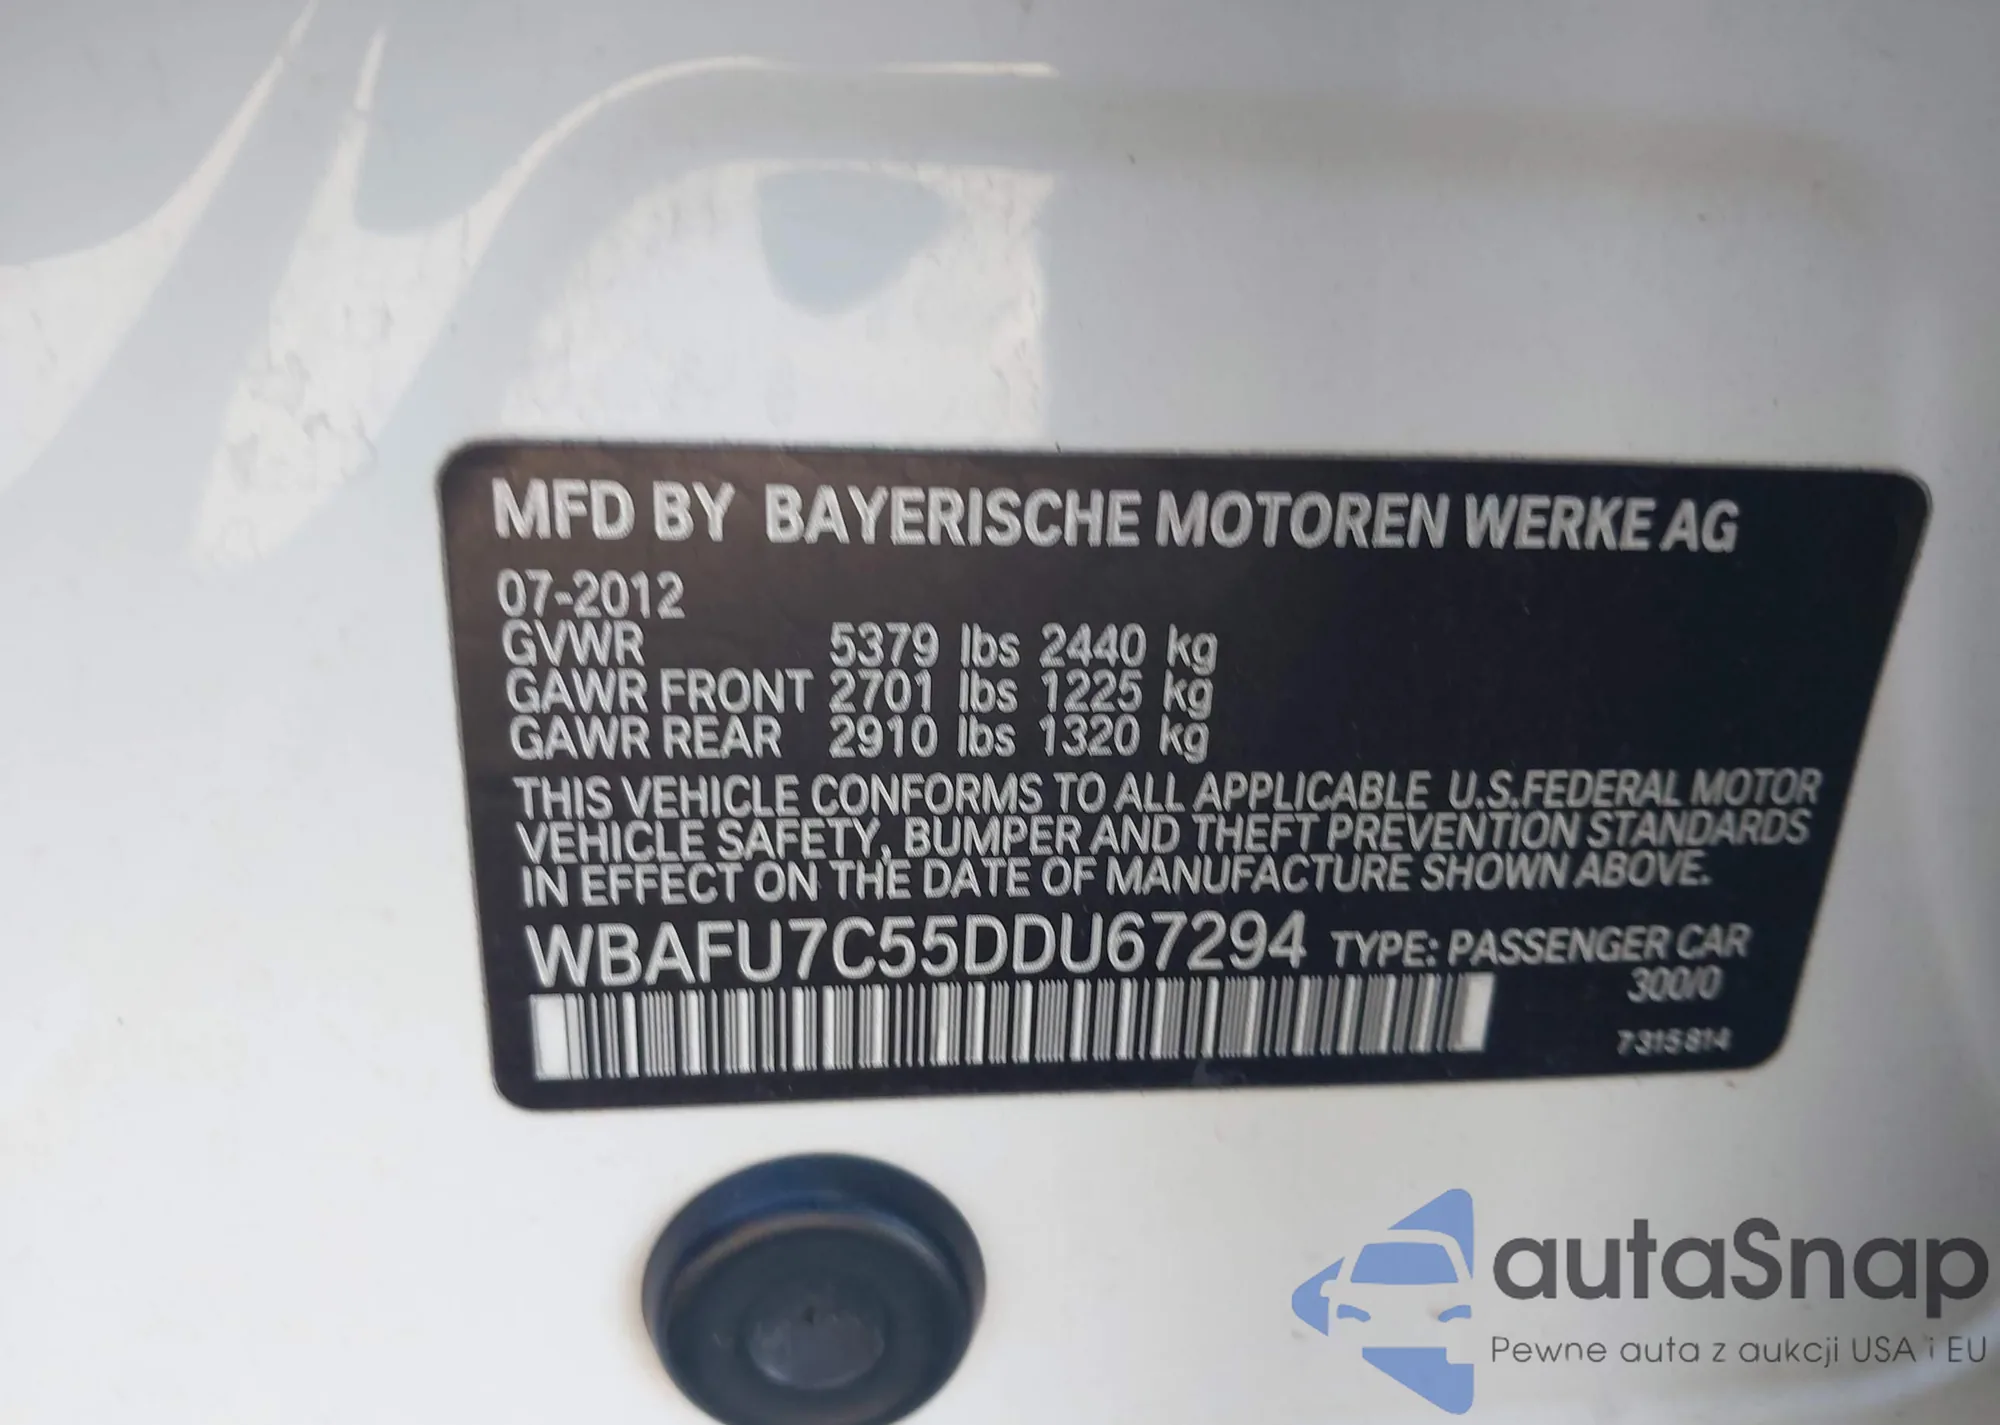 MFD BY BAYERISCHE MOTOREN WERKE AG
07-2012
GVWR 5379 lbs 2440 kg
GAWR FRONT 2701 lbs 1225 kg
GAWR REAR 2910 lbs 1320 kg
THIS VEHICLE CONFORMS TO ALL APPLICABLE U.S.FEDERAL MOTOR
VEHICLE SAFETY, BUMPER AND THEFT PREVENTION STANDARDS
IN EFFECT ON THE DATE OF MANUFACTURE SHOWN ABOVE.
WBAFU7C55DDU67294 TYPE: PASSENGER CAR
300/0
7315814
autaSnap
Pewne auta z aukcji USA i EU